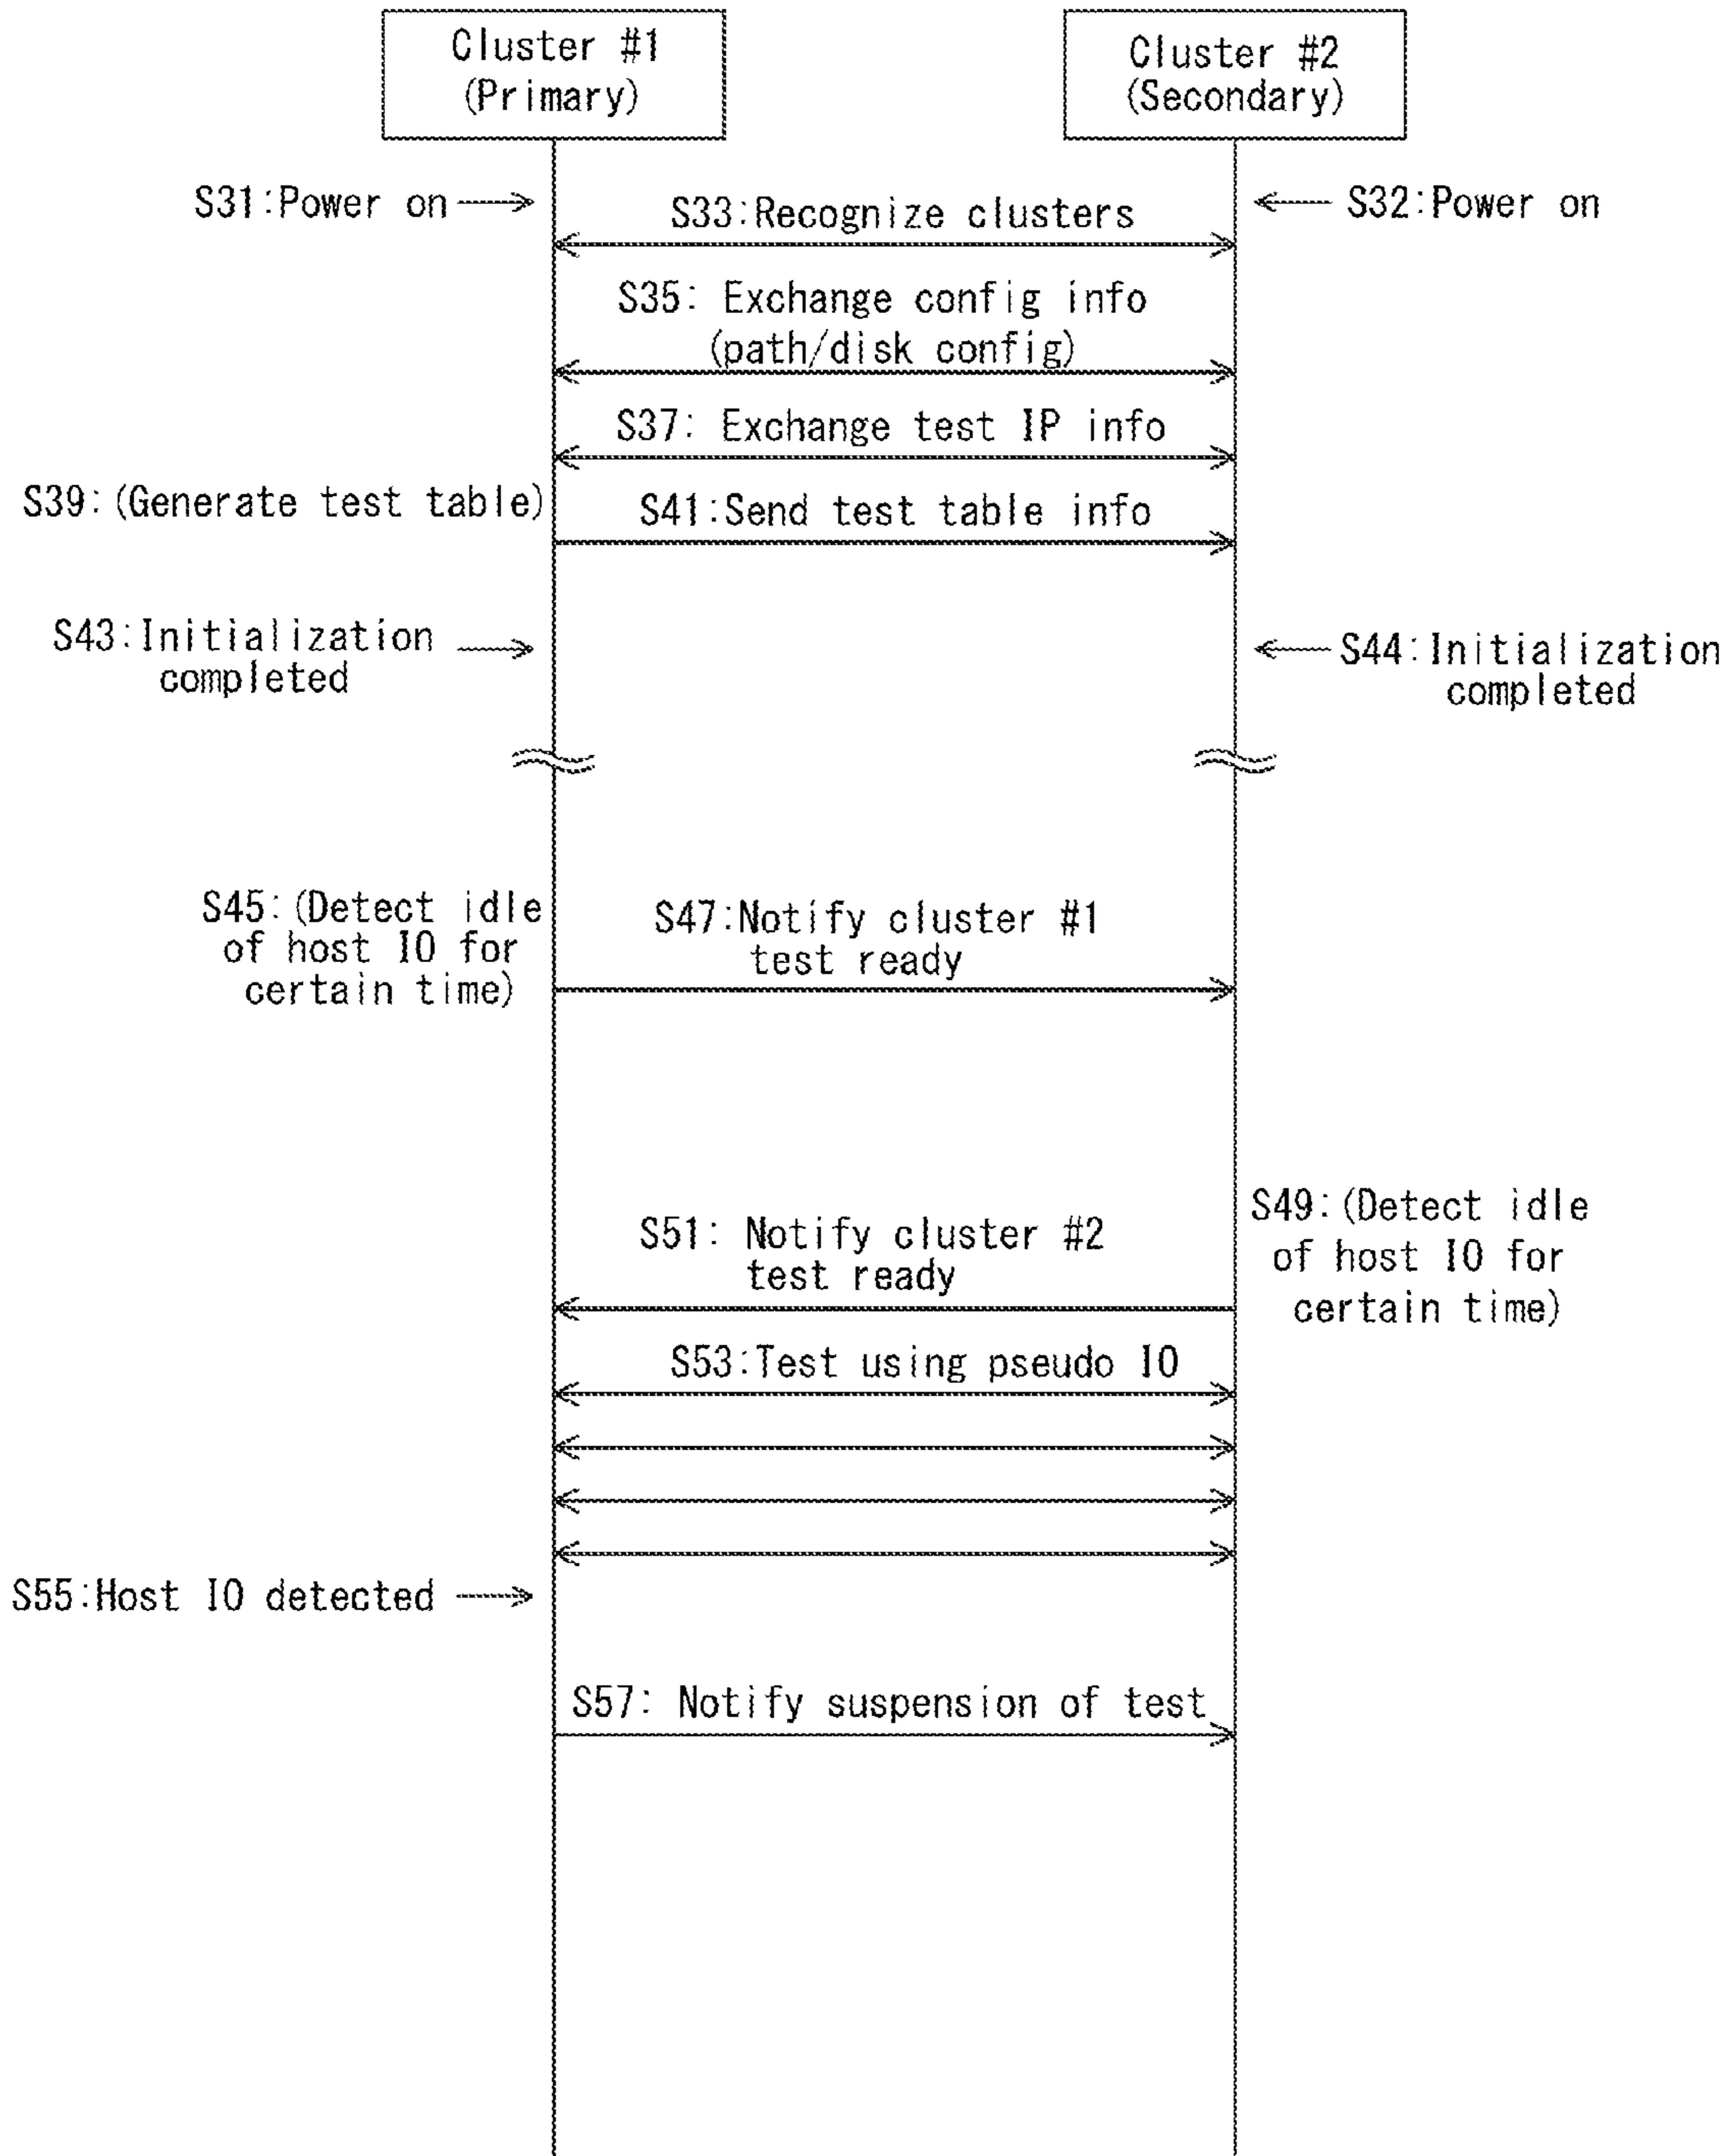 Cluster #1
(Primary)
Cluster #2
(Secondary)
S31:Power on
S33:Recognize clusters
S32:Power on
S35: Exchange config info
(path/disk config)
S37: Exchange test IP info
S39:(Generate test table)
S41:Send test table info
S43:Initialization
completed
S44:Initialization
completed
S45:(Detect idle
of host IO for
certain time)
S47:Notify cluster #1
test ready
S49:(Detect idle
of host IO for
certain time)
S51: Notify cluster #2
test ready
S53:Test using pseudo IO
S55:Host IO detected
S57: Notify suspension of test